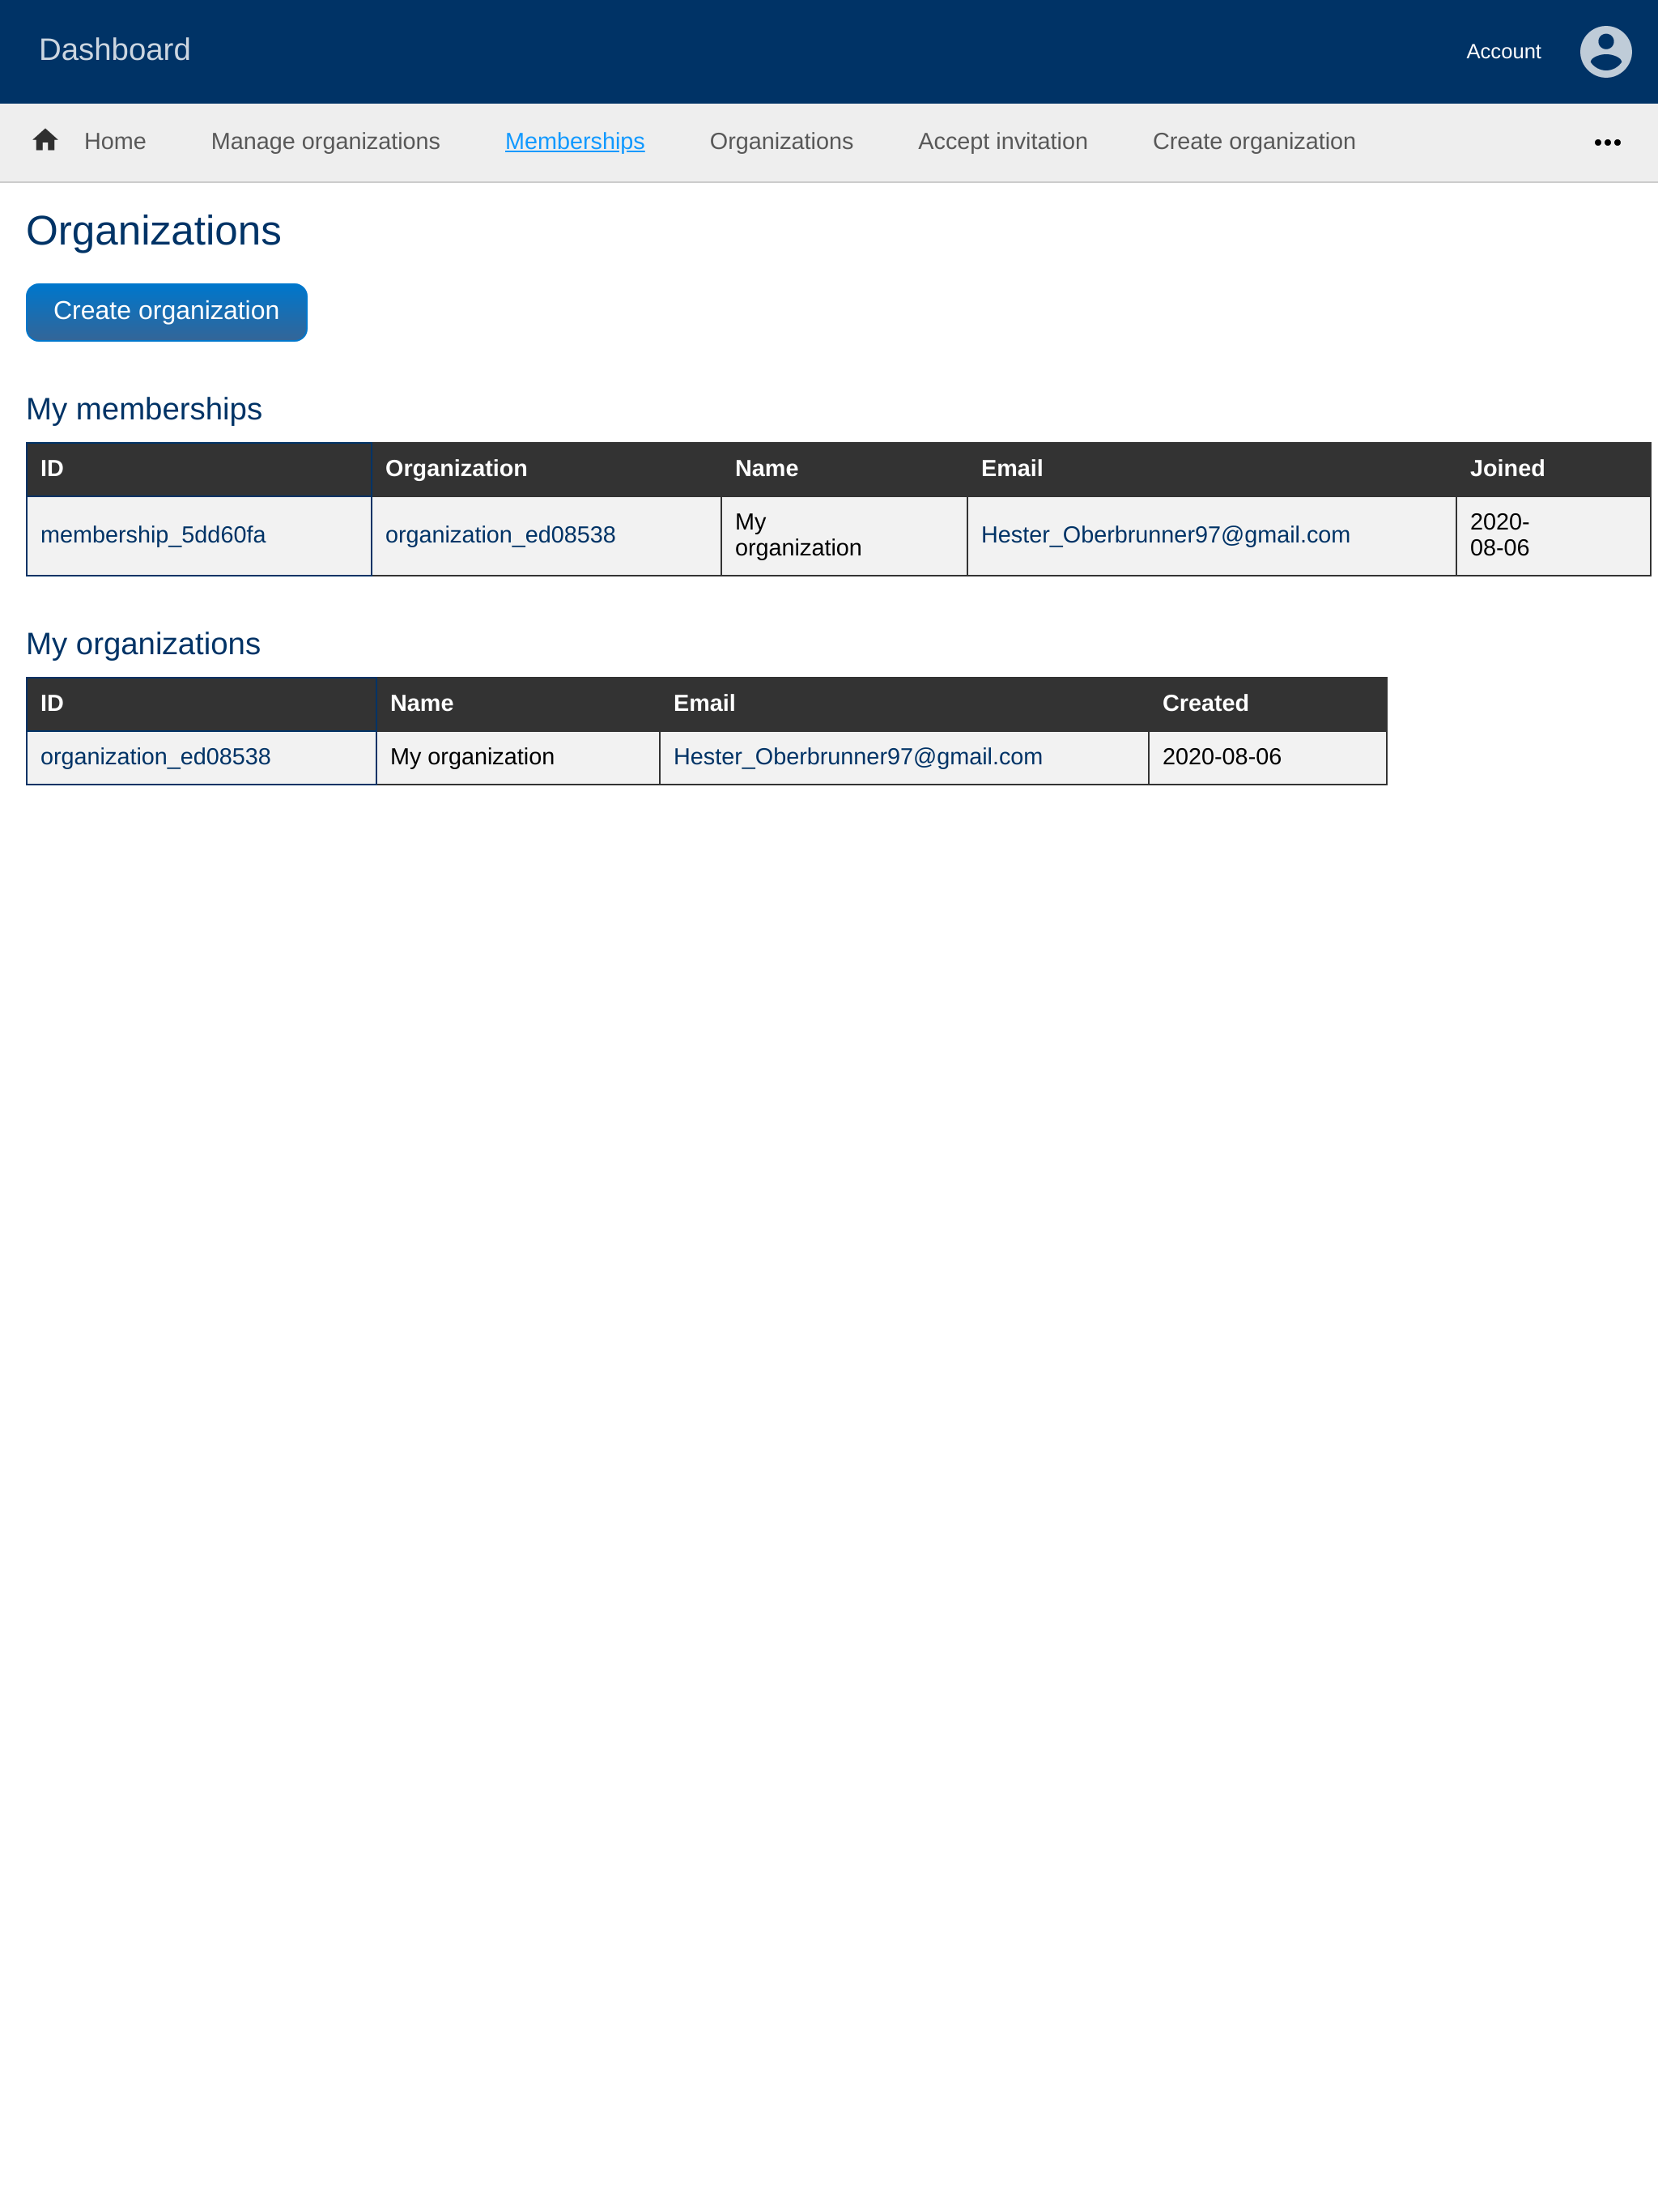 Dashboard
Account
Home Manage organizations Memberships Organizations Accept invitation Create organization
Organizations
Create organization
My memberships
ID Organization Name Email Joined
membership_5dd60fa organization_ed08538 My organization Hester_Oberbrunner97@gmail.com 2020-08-06
My organizations
ID Name Email Created
organization_ed08538 My organization Hester_Oberbrunner97@gmail.com 2020-08-06